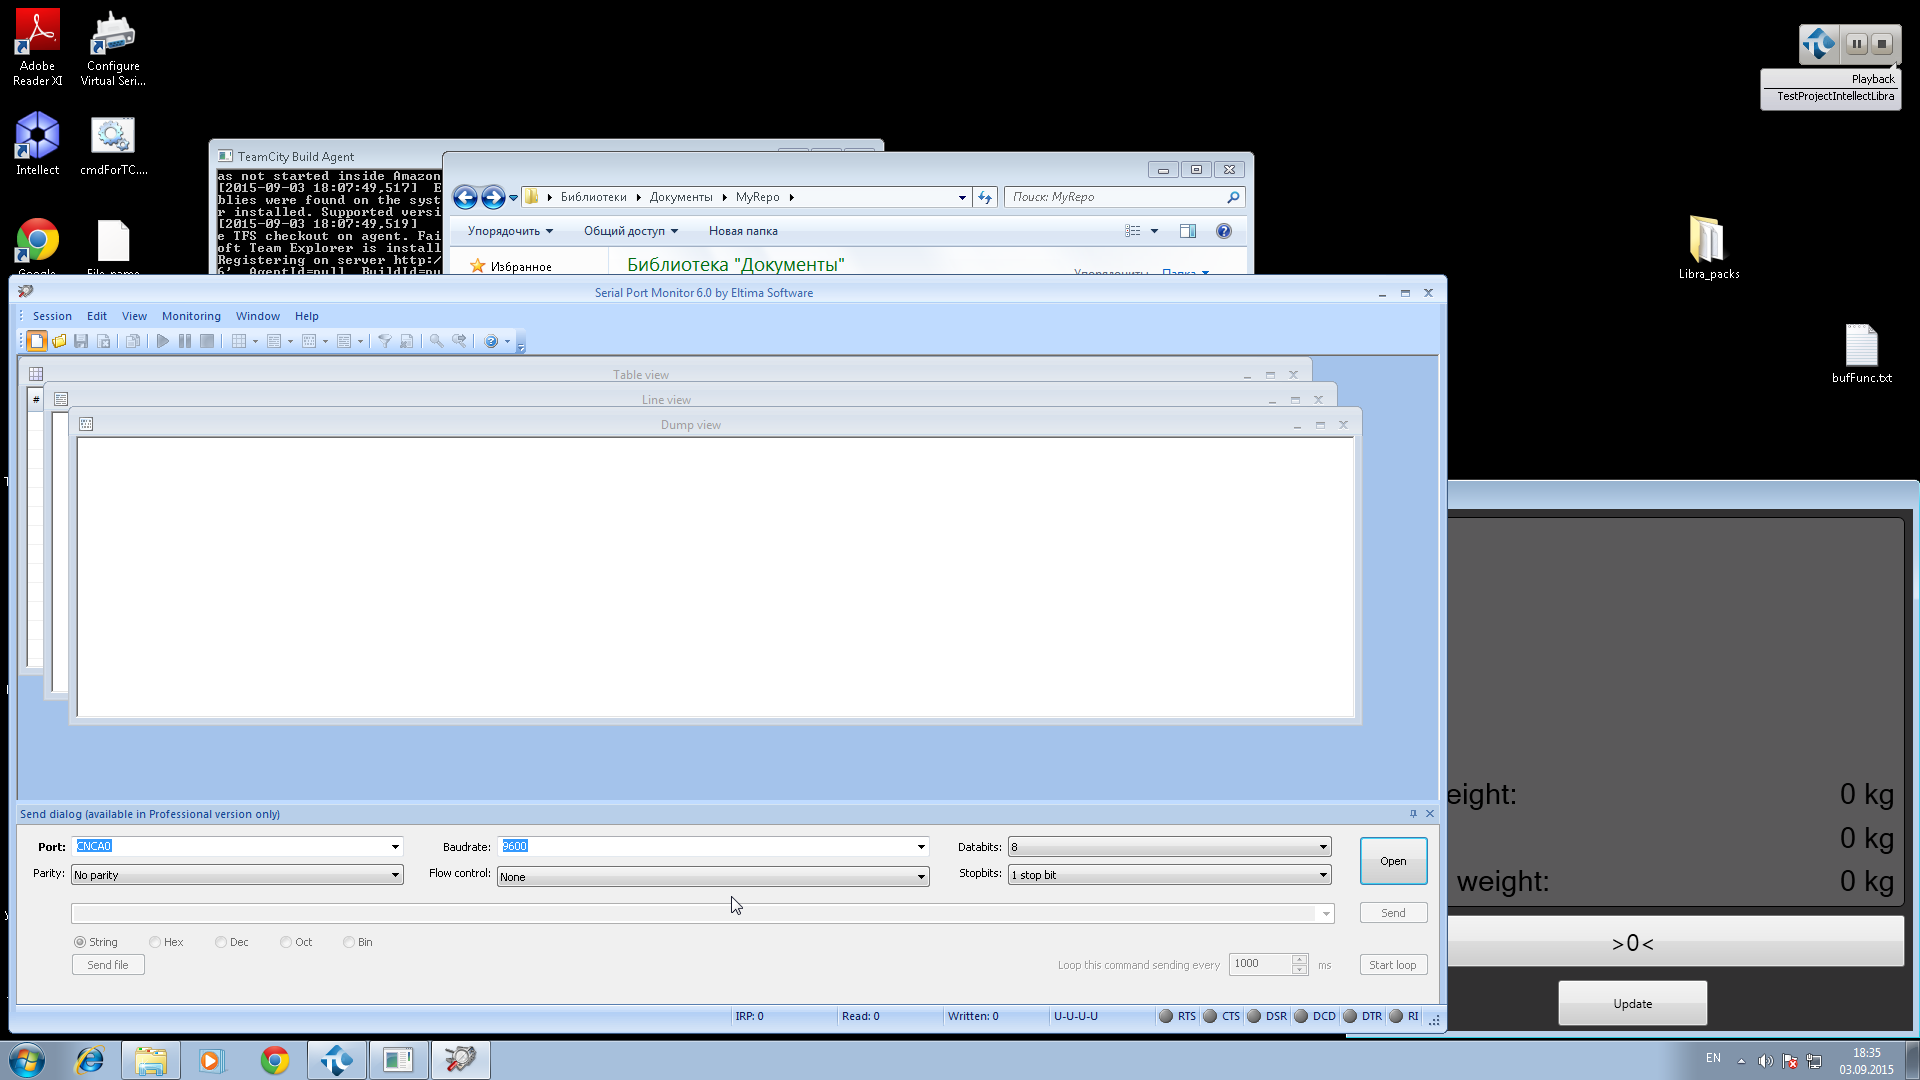 Adobe
Reader XI
Configure
Virtual Seri...
Intellect
cmdForTC....
Google
File_name
Playback
TestProjectIntellectLibra
Libra_packs
bufFunc.txt
TeamCity Build Agent
as not started inside Amazon
[2015-09-03 18:07:49,517]  E
blies were found on the syst
r installed. Supported versi
[2015-09-03 18:07:49,519]
e TFS checkout on agent. Fai
oft Team Explorer is install
Registering on server http:/
Библиотеки
Документы
MyRepo
Поиск: MyRepo
Упорядочить
Общий доступ
Новая папка
Избранное
Библиотека "Документы"
Упорядочить
Папка
Serial Port Monitor 6.0 by Eltima Software
Session Edit View Monitoring Window Help
Table view
#
Line view
Dump view
Send dialog (available in Professional version only)
Port: CNCA0
Baudrate: 9600
Databits: 8
Open
Parity: No parity
Flow control: None
Stopbits: 1 stop bit
Send
String Hex Dec Oct Bin
Send file
Loop this command sending every 1000 ms
Start loop
IRP: 0 Read: 0 Written: 0 U-U-U-U RTS CTS DSR DCD DTR RI
eight: 0 kg
0 kg
weight: 0 kg
>0<
Update
EN
18:35
03.09.2015